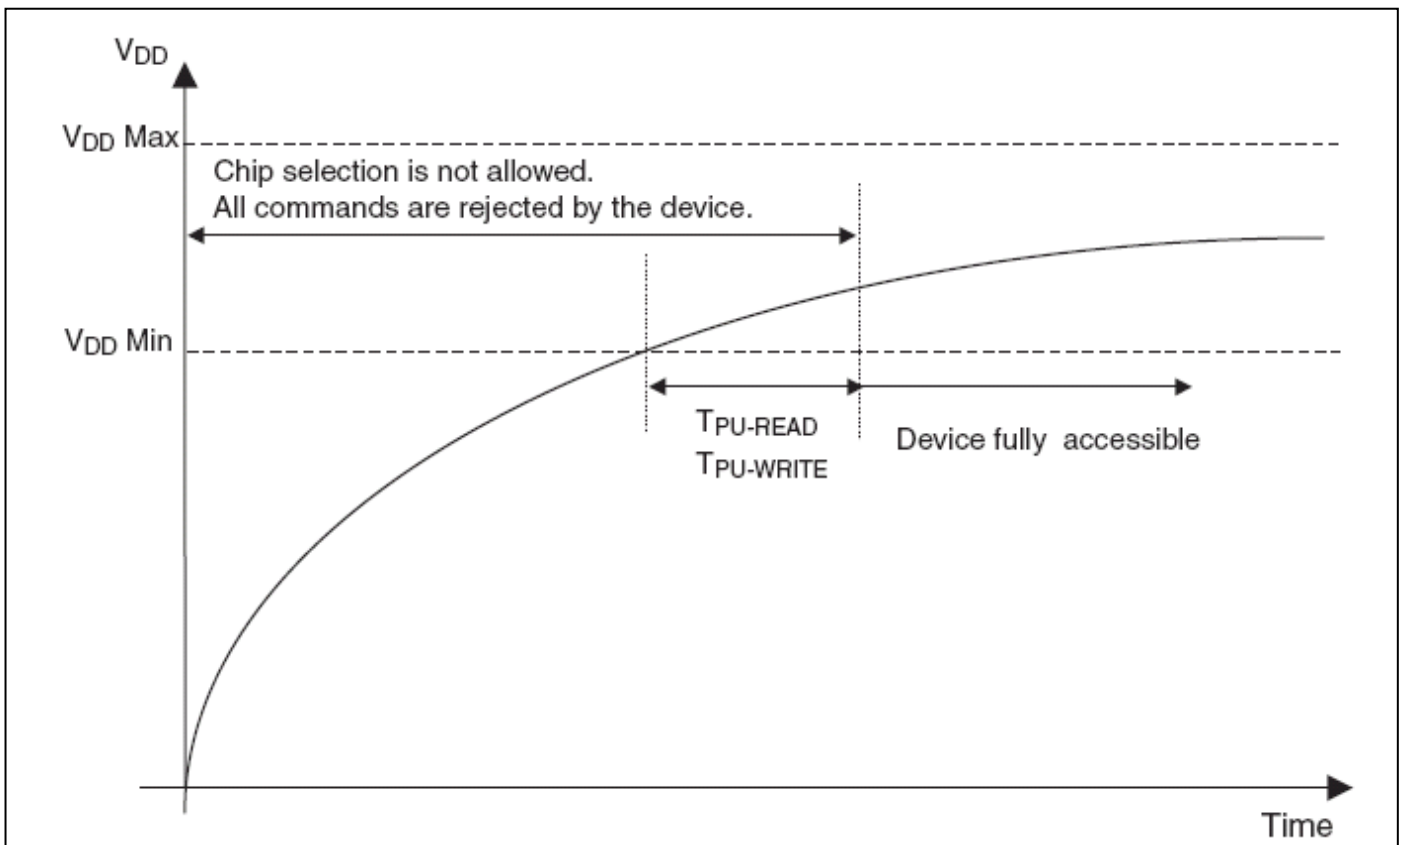 VDD
VDD Max
Chip selection is not allowed.
All commands are rejected by the device.
VDD Min
TPU-READ
TPU-WRITE
Device fully accessible
Time